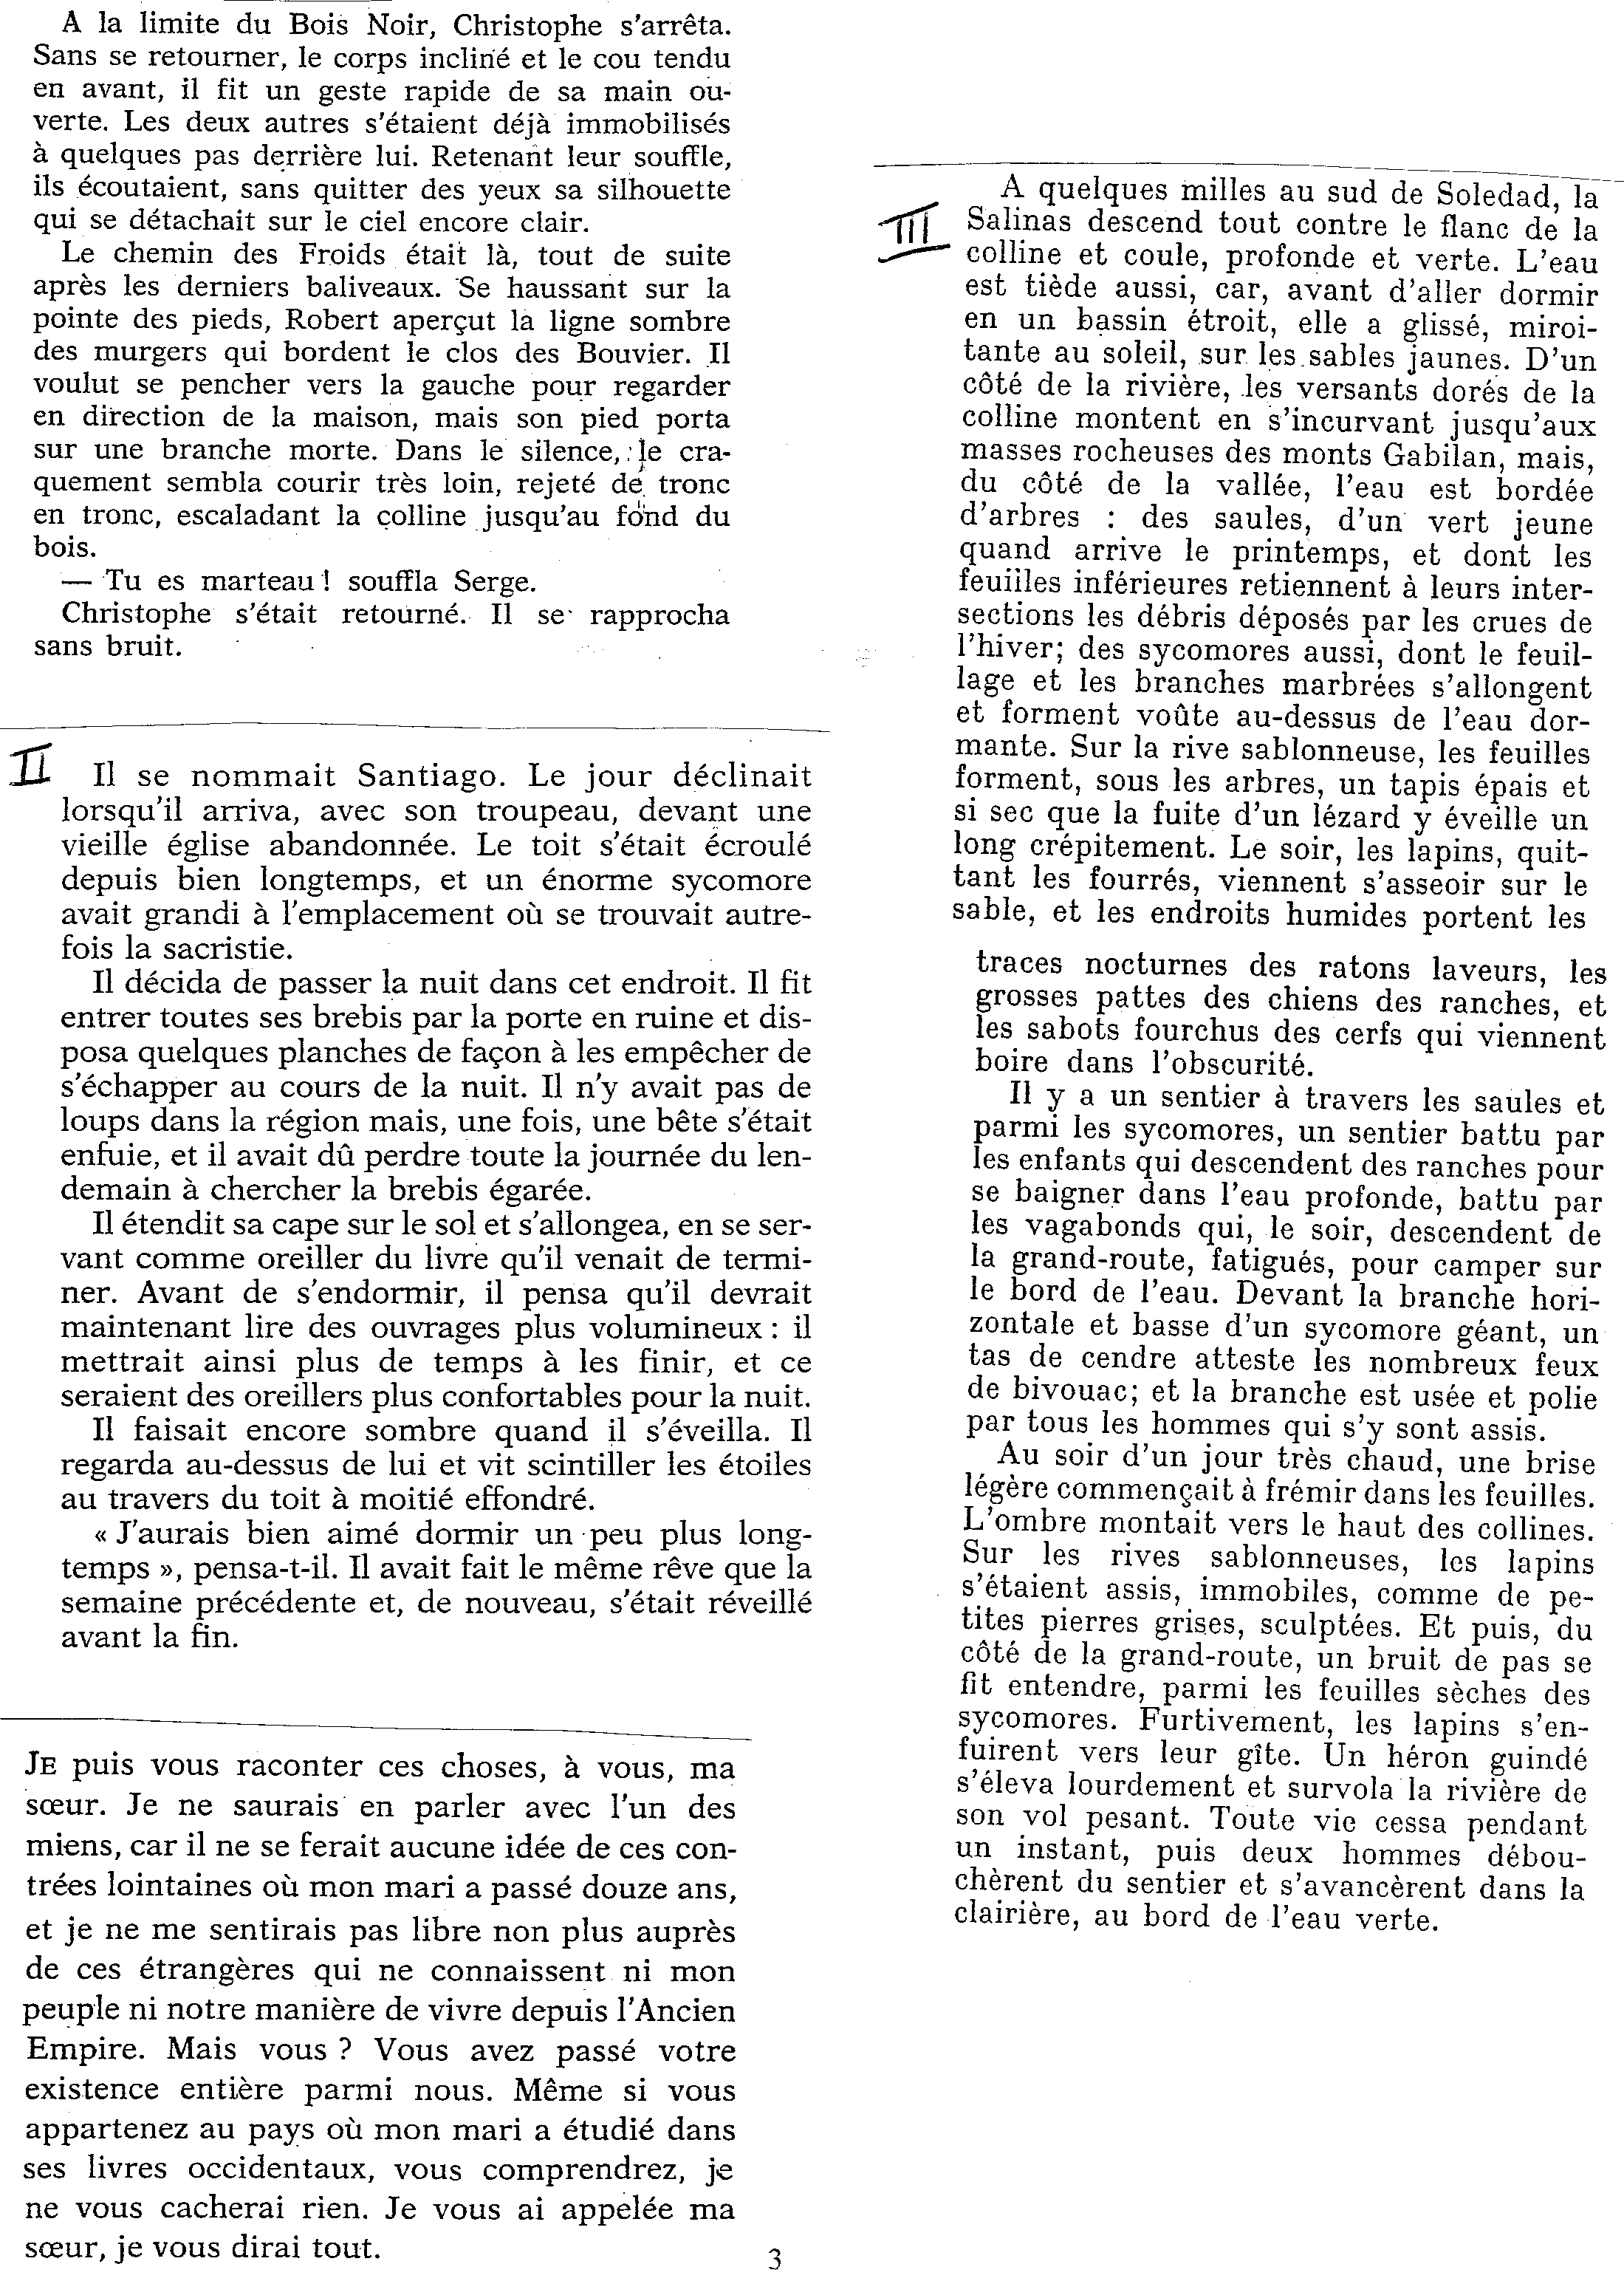 A la limite du Bois Noir, Christophe s'arrêta.
Sans se retourner, le corps incliné et le cou tendu
en avant, il fit un geste rapide de sa main ou-
verte. Les deux autres s'étaient déjà immobilisés
à quelques pas derrière lui. Retenant leur souffle,
ils écoutaient, sans quitter des yeux sa silhouette
qui se détachait sur le ciel encore clair.
Le chemin des Froids était là, tout de suite
après les derniers baliveaux. Se haussant sur la
pointe des pieds, Robert aperçut la ligne sombre
des murgers qui bordent le clos des Bouvier. Il
voulut se pencher vers la gauche pour regarder
en direction de la maison, mais son pied porta
sur une branche morte. Dans le silence, le cra-
quement sembla courir très loin, rejeté de tronc
en tronc, escaladant la colline jusqu'au fond du
bois.
— Tu es marteau ! souffla Serge.
Christophe s'était retourné. Il se rapprocha
sans bruit.
II
Il se nommait Santiago. Le jour déclinait
lorsqu'il arriva, avec son troupeau, devant une
vieille église abandonnée. Le toit s'était écroulé
depuis bien longtemps, et un énorme sycomore
avait grandi à l'emplacement où se trouvait autre-
fois la sacristie.
Il décida de passer la nuit dans cet endroit. Il fit
entrer toutes ses brebis par la porte en ruine et dis-
posa quelques planches de façon à les empêcher de
s'échapper au cours de la nuit. Il n'y avait pas de
loups dans la région mais, une fois, une bête s'était
enfuie, et il avait dû perdre toute la journée du len-
demain à chercher la brebis égarée.
Il étendit sa cape sur le sol et s'allongea, en se ser-
vant comme oreiller du livre qu'il venait de termi-
ner. Avant de s'endormir, il pensa qu'il devrait
maintenant lire des ouvrages plus volumineux : il
mettrait ainsi plus de temps à les finir, et ce
seraient des oreillers plus confortables pour la nuit.
Il faisait encore sombre quand il s'éveilla. Il
regarda au-dessus de lui et vit scintiller les étoiles
au travers du toit à moitié effondré.
« J'aurais bien aimé dormir un peu plus long-
temps », pensa-t-il. Il avait fait le même rêve que la
semaine précédente et, de nouveau, s'était réveillé
avant la fin.
JE puis vous raconter ces choses, à vous, ma
sœur. Je ne saurais en parler avec l'un des
miens, car il ne se ferait aucune idée de ces con-
trées lointaines où mon mari a passé douze ans,
et je ne me sentirais pas libre non plus auprès
de ces étrangères qui ne connaissent ni mon
peuple ni notre manière de vivre depuis l'Ancien
Empire. Mais vous ? Vous avez passé votre
existence entière parmi nous. Même si vous
appartenez au pays où mon mari a étudié dans
ses livres occidentaux, vous comprendrez, je
ne vous cacherai rien. Je vous ai appelée ma
sœur, je vous dirai tout.
III
A quelques milles au sud de Soledad, la
Salinas descend tout contre le flanc de la
colline et coule, profonde et verte. L'eau
est tiède aussi, car, avant d'aller dormir
en un bassin étroit, elle a glissé, miroi-
tante au soleil, sur les sables jaunes. D'un
côté de la rivière, les versants dorés de la
colline montent en s'incurvant jusqu'aux
masses rocheuses des monts Gabilan, mais,
du côté de la vallée, l'eau est bordée
d'arbres : des saules, d'un vert jeune
quand arrive le printemps, et dont les
feuiiles inférieures retiennent à leurs inter-
sections les débris déposés par les crues de
l'hiver; des sycomores aussi, dont le feuil-
lage et les branches marbrées s'allongent
et forment voûte au-dessus de l'eau dor-
mante. Sur la rive sablonneuse, les feuilles
forment, sous les arbres, un tapis épais et
si sec que la fuite d'un lézard y éveille un
long crépitement. Le soir, les lapins, quit-
tant les fourrés, viennent s'asseoir sur le
sable, et les endroits humides portent les
traces nocturnes des ratons laveurs, les
grosses pattes des chiens des ranches, et
les sabots fourchus des cerfs qui viennent
boire dans l'obscurité.
Il y a un sentier à travers les saules et
parmi les sycomores, un sentier battu par
les enfants qui descendent des ranches pour
se baigner dans l'eau profonde, battu par
les vagabonds qui, le soir, descendent de
la grand-route, fatigués, pour camper sur
le bord de l'eau. Devant la branche hori-
zontale et basse d'un sycomore géant, un
tas de cendre atteste les nombreux feux
de bivouac; et la branche est usée et polie
par tous les hommes qui s'y sont assis.
Au soir d'un jour très chaud, une brise
légère commençait à frémir dans les feuilles.
L'ombre montait vers le haut des collines.
Sur les rives sablonneuses, les lapins
s'étaient assis, immobiles, comme de pe-
tites pierres grises, sculptées. Et puis, du
côté de la grand-route, un bruit de pas se
fit entendre, parmi les feuilles sèches des
sycomores. Furtivement, les lapins s'en-
fuirent vers leur gîte. Un héron guindé
s'éleva lourdement et survola la rivière de
son vol pesant. Toute vie cessa pendant
un instant, puis deux hommes débou-
chèrent du sentier et s'avancèrent dans la
clairière, au bord de l'eau verte.
3